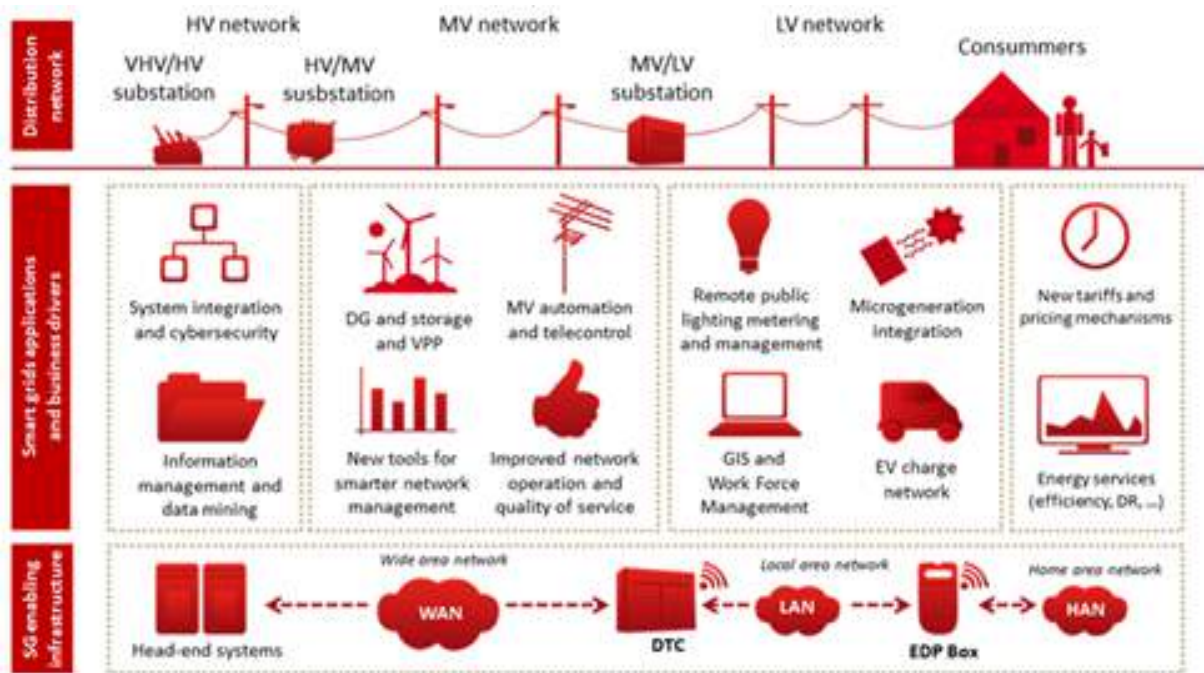 Distribution
network
HV network
MV network
LV network
VHV/HV
substation
HV/MV
susbstation
MV/LV
substation
Consummers
Smart grids applications
and business drivers
System integration
and cybersecurity
DG and storage
and VPP
MV automation
and telecontrol
Remote public
lighting metering
and management
Microgeneration
integration
New tariffs and
pricing mechanisms
Information
management and
data mining
New tools for
smarter network
management
Improved network
operation and
quality of service
GIS and
Work Force
Management
EV charge
network
Energy services
(efficiency, DR, ...)
SG enabling
infrastructure
Head-end systems
Wide area network
WAN
DTC
Local area network
LAN
EDP Box
Home area network
HAN